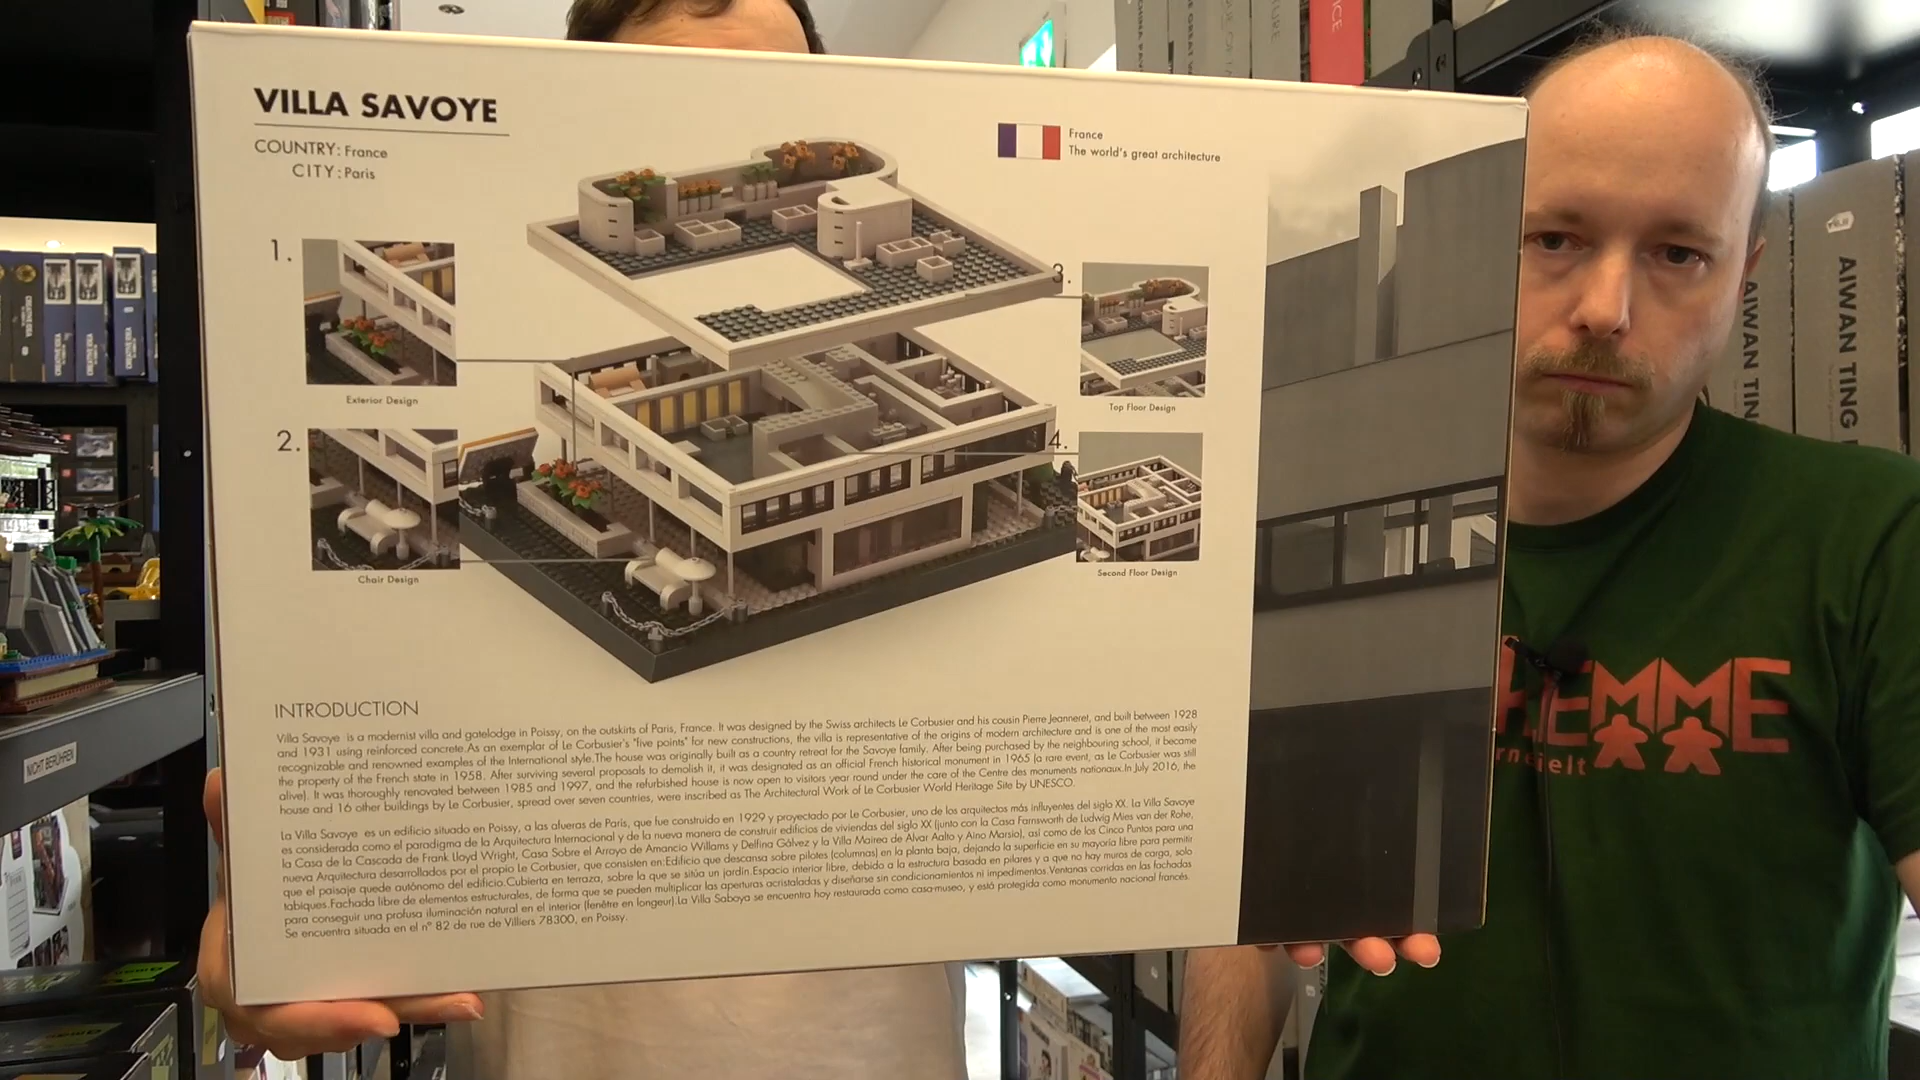 VILLA SAVOYE
COUNTRY: France
CITY: Paris
France
The world's great architecture
1.
Exterior Design
2.
Chair Design
3.
Top Floor Design
4.
Second Floor Design
INTRODUCTION
Villa Savoye is a modernist villa and gatelodge in Poissy, on the outskirts of Paris, France. It was designed by the Swiss architects Le Corbusier and his cousin Pierre Jeanneret, and built between 1928
and 1931 using reinforced concrete.As an exemplar of Le Corbusier's "five points" for new constructions, the villa is representative of the origins of modern architecture and is one of the most easily
recognizable and renowned examples of the International style.The house was originally built as a country retreat for the Savoye family. After being purchased by the neighbouring school, it became
the property of the French state in 1958. After surviving several proposals to demolish it, it was designated as an official French historical monument in 1965 (a rare event, as Le Corbusier was still
alive). It was thoroughly renovated between 1985 and 1997, and the refurbished house is now open to visitors year round under the care of the Centre des monuments nationaux.In July 2016, the
house and 16 other buildings by Le Corbusier, spread over seven countries, were inscribed as The Architectural Work of Le Corbusier World Heritage Site by UNESCO.
La Villa Savoye es un edificio situado en Poissy, a las afueras de París, que fue construido en 1929 y proyectado por Le Corbusier, uno de los arquitectos más influyentes del siglo XX. La Villa Savoye
es considerada como el paradigma de la Arquitectura Internacional y de la nueva manera de construir edificios de viviendas del siglo XX (junto con la Casa Farnsworth de Ludwig Mies van der Rohe,
la Casa de la Cascada de Frank Lloyd Wright, Casa Sobre el Arroyo de Amancio Willams y Delfina Gálvez y la Villa Mairea de Alvar Aalto y Aino Marsio), así como de los Cinco Puntos para una
nueva Arquitectura desarrollados por el propio Le Corbusier, que consisten en:Edificio que descansa sobre pilotes (columnas) en la planta baja, dejando la superficie en su mayoría libre para permitir
que el paisaje quede autónomo del edificio.Cubierta en terraza, sobre la que se sitúa un jardín.Espacio interior libre, debido a la estructura basada en pilares y a que no hay muros de carga, solo
tabiques.Fachada libre de elementos estructurales, de forma que se pueden multiplicar las aperturas acristaladas y diseñarse sin condicionamientos ni impedimentos.Ventanas corridas en las fachadas
para conseguir una profusa iluminación natural en el interior (fenêtre en longeur).La Villa Saboya se encuentra hoy restaurada como casa-museo, y está protegida como monumento nacional francés.
Se encuentra situada en el nº 82 de rue de Villiers 78300, en Poissy.
NICHT BERÜHREN
AIWAN TING
AIWAN TING